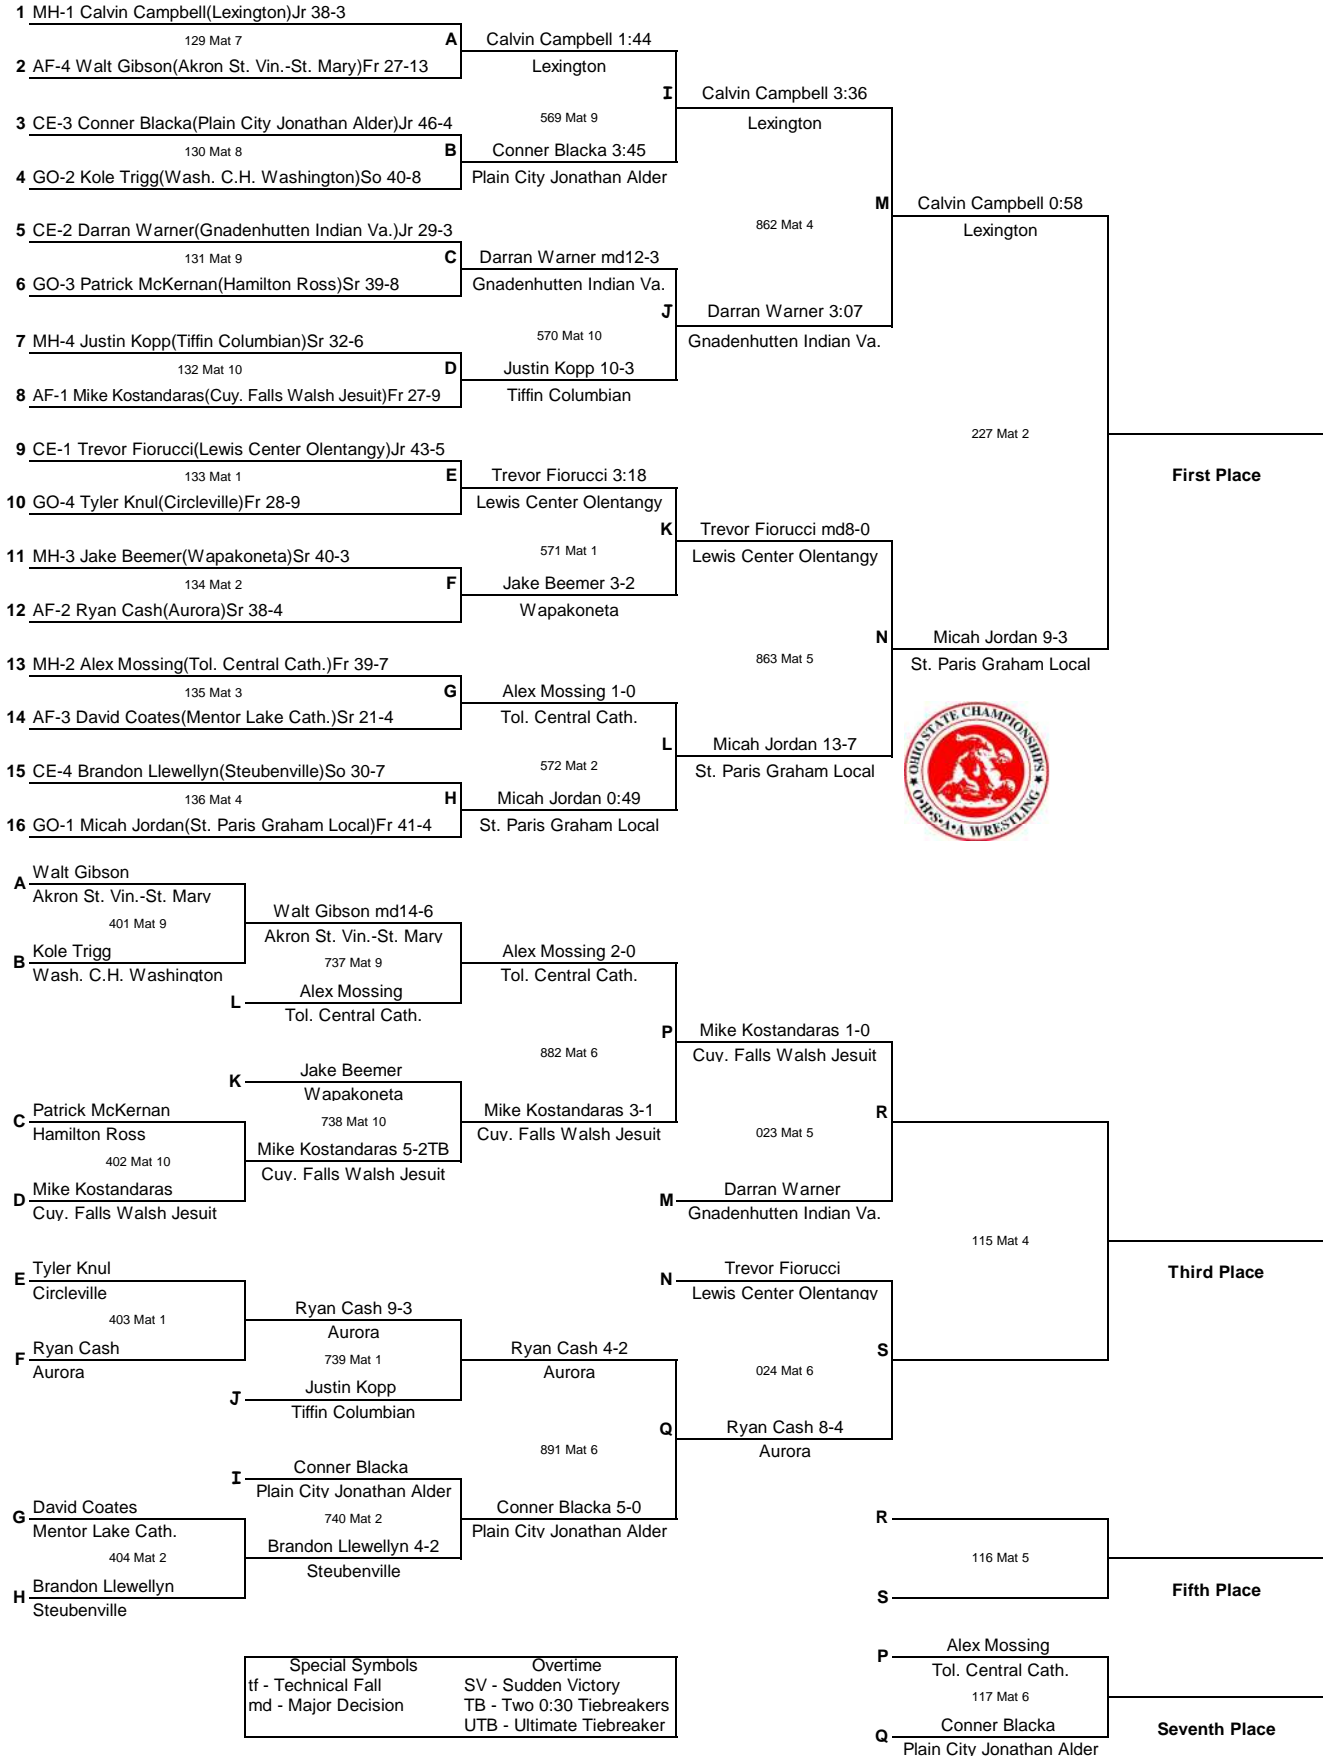 1 MH-1 Calvin Campbell(Lexington)Jr 38-3
129 Mat 7
A
2 AF-4 Walt Gibson(Akron St. Vin.-St. Mary)Fr 27-13
Calvin Campbell 1:44
Lexington
I
569 Mat 9
3 CE-3 Conner Blacka(Plain City Jonathan Alder)Jr 46-4
130 Mat 8
B
4 GO-2 Kole Trigg(Wash. C.H. Washington)So 40-8
Conner Blacka 3:45
Plain City Jonathan Alder
Calvin Campbell 3:36
Lexington
M
862 Mat 4
5 CE-2 Darran Warner(Gnadenhutten Indian Va.)Jr 29-3
131 Mat 9
C
6 GO-3 Patrick McKernan(Hamilton Ross)Sr 39-8
Darran Warner md12-3
Gnadenhutten Indian Va.
J
570 Mat 10
7 MH-4 Justin Kopp(Tiffin Columbian)Sr 32-6
132 Mat 10
D
8 AF-1 Mike Kostandaras(Cuy. Falls Walsh Jesuit)Fr 27-9
Justin Kopp 10-3
Tiffin Columbian
Darran Warner 3:07
Gnadenhutten Indian Va.
Calvin Campbell 0:58
Lexington
227 Mat 2
First Place
9 CE-1 Trevor Fiorucci(Lewis Center Olentangy)Jr 43-5
133 Mat 1
E
10 GO-4 Tyler Knul(Circleville)Fr 28-9
Trevor Fiorucci 3:18
Lewis Center Olentangy
K
571 Mat 1
11 MH-3 Jake Beemer(Wapakoneta)Sr 40-3
134 Mat 2
F
12 AF-2 Ryan Cash(Aurora)Sr 38-4
Jake Beemer 3-2
Wapakoneta
Trevor Fiorucci md8-0
Lewis Center Olentangy
N
863 Mat 5
13 MH-2 Alex Mossing(Tol. Central Cath.)Fr 39-7
135 Mat 3
G
14 AF-3 David Coates(Mentor Lake Cath.)Sr 21-4
Alex Mossing 1-0
Tol. Central Cath.
L
572 Mat 2
15 CE-4 Brandon Llewellyn(Steubenville)So 30-7
136 Mat 4
H
16 GO-1 Micah Jordan(St. Paris Graham Local)Fr 41-4
Micah Jordan 0:49
St. Paris Graham Local
Micah Jordan 13-7
St. Paris Graham Local
Micah Jordan 9-3
St. Paris Graham Local
OHIO STATE CHAMPIONSHIPS
O.H.S.A.A WRESTLING
A Walt Gibson
Akron St. Vin.-St. Mary
401 Mat 9
B Kole Trigg
Wash. C.H. Washington
Walt Gibson md14-6
Akron St. Vin.-St. Mary
737 Mat 9
L Alex Mossing
Tol. Central Cath.
Alex Mossing 2-0
Tol. Central Cath.
P
882 Mat 6
K Jake Beemer
Wapakoneta
738 Mat 10
C Patrick McKernan
Hamilton Ross
402 Mat 10
D Mike Kostandaras
Cuy. Falls Walsh Jesuit
Mike Kostandaras 5-2TB
Cuy. Falls Walsh Jesuit
Mike Kostandaras 3-1
Cuy. Falls Walsh Jesuit
Mike Kostandaras 1-0
Cuy. Falls Walsh Jesuit
R
023 Mat 5
M Darran Warner
Gnadenhutten Indian Va.
115 Mat 4
Third Place
E Tyler Knul
Circleville
403 Mat 1
F Ryan Cash
Aurora
Ryan Cash 9-3
Aurora
739 Mat 1
J Justin Kopp
Tiffin Columbian
Ryan Cash 4-2
Aurora
Q
891 Mat 6
N Trevor Fiorucci
Lewis Center Olentangy
S
024 Mat 6
Ryan Cash 8-4
Aurora
I Conner Blacka
Plain City Jonathan Alder
740 Mat 2
G David Coates
Mentor Lake Cath.
404 Mat 2
H Brandon Llewellyn
Steubenville
Brandon Llewellyn 4-2
Steubenville
Conner Blacka 5-0
Plain City Jonathan Alder
R
116 Mat 5
S
Fifth Place
P Alex Mossing
Tol. Central Cath.
117 Mat 6
Q Conner Blacka
Plain City Jonathan Alder
Seventh Place
Special Symbols Overtime
tf - Technical Fall SV - Sudden Victory
md - Major Decision TB - Two 0:30 Tiebreakers
UTB - Ultimate Tiebreaker